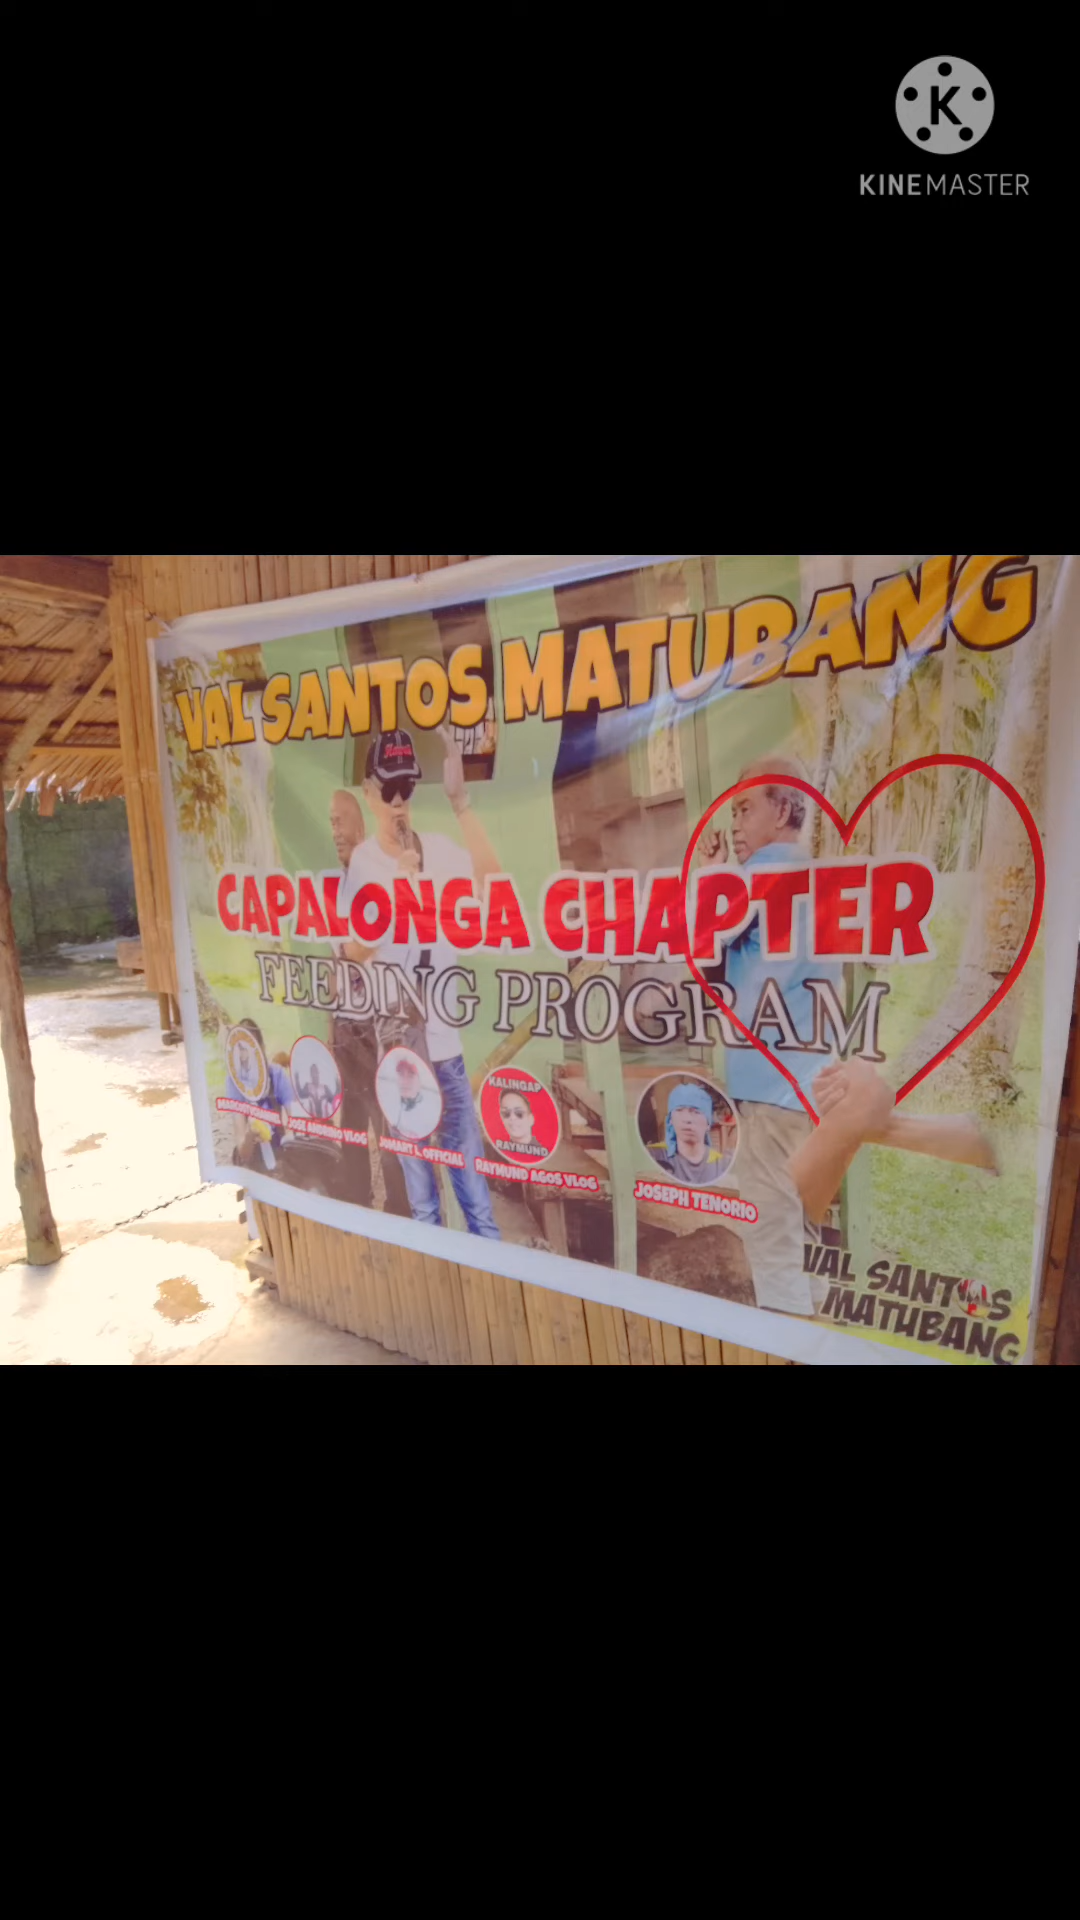 K
KINEMASTER
VAL SANTOS MATUBANG
CAPALONGA CHAPTER
FEEDING PROGRAM
JOSE ANDRINO VLOG
JOMART L. OFFICIAL
KALINGAP
RAYMUND
RAYMUND AGOS VLOG
JOSEPH TENORIO
VAL SANTOS
MATUBANG